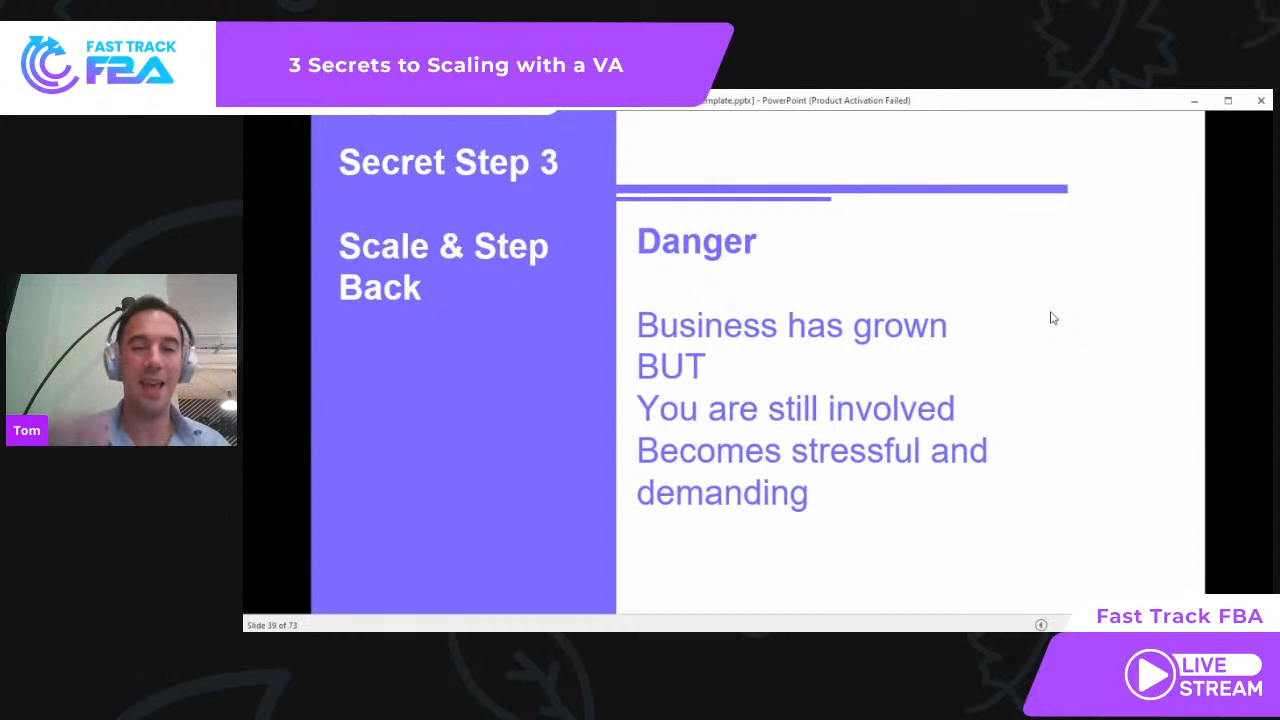 FAST TRACK
FBA
3 Secrets to Scaling with a VA
emplate.pptx] - PowerPoint (Product Activation Failed)
Secret Step 3
Scale & Step
Back
Danger
Business has grown
BUT
You are still involved
Becomes stressful and
demanding
Tom
Slide 39 of 73
Fast Track FBA
LIVE
STREAM